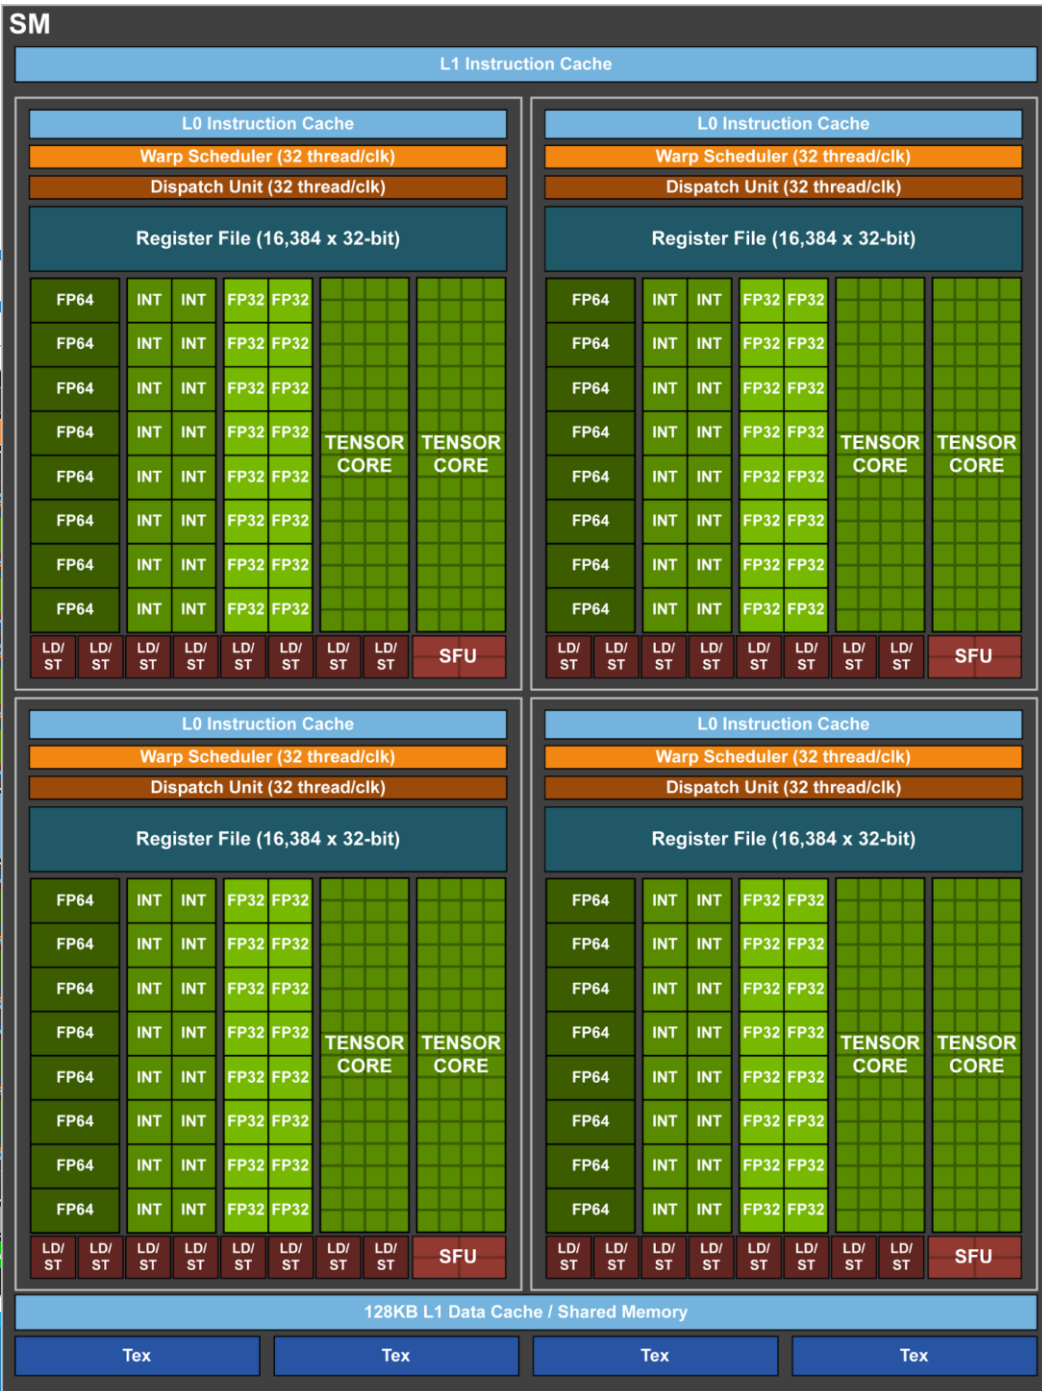 SM
L1 Instruction Cache
L0 Instruction Cache
Warp Scheduler (32 thread/clk)
Dispatch Unit (32 thread/clk)
Register File (16,384 x 32-bit)
FP64 INT INT FP32 FP32
FP64 INT INT FP32 FP32
FP64 INT INT FP32 FP32
FP64 INT INT FP32 FP32
FP64 INT INT FP32 FP32
FP64 INT INT FP32 FP32
FP64 INT INT FP32 FP32
FP64 INT INT FP32 FP32
TENSOR CORE
TENSOR CORE
LD/ST LD/ST LD/ST LD/ST LD/ST LD/ST LD/ST LD/ST SFU
L0 Instruction Cache
Warp Scheduler (32 thread/clk)
Dispatch Unit (32 thread/clk)
Register File (16,384 x 32-bit)
FP64 INT INT FP32 FP32
FP64 INT INT FP32 FP32
FP64 INT INT FP32 FP32
FP64 INT INT FP32 FP32
FP64 INT INT FP32 FP32
FP64 INT INT FP32 FP32
FP64 INT INT FP32 FP32
FP64 INT INT FP32 FP32
TENSOR CORE
TENSOR CORE
LD/ST LD/ST LD/ST LD/ST LD/ST LD/ST LD/ST LD/ST SFU
L0 Instruction Cache
Warp Scheduler (32 thread/clk)
Dispatch Unit (32 thread/clk)
Register File (16,384 x 32-bit)
FP64 INT INT FP32 FP32
FP64 INT INT FP32 FP32
FP64 INT INT FP32 FP32
FP64 INT INT FP32 FP32
FP64 INT INT FP32 FP32
FP64 INT INT FP32 FP32
FP64 INT INT FP32 FP32
FP64 INT INT FP32 FP32
TENSOR CORE
TENSOR CORE
LD/ST LD/ST LD/ST LD/ST LD/ST LD/ST LD/ST LD/ST SFU
L0 Instruction Cache
Warp Scheduler (32 thread/clk)
Dispatch Unit (32 thread/clk)
Register File (16,384 x 32-bit)
FP64 INT INT FP32 FP32
FP64 INT INT FP32 FP32
FP64 INT INT FP32 FP32
FP64 INT INT FP32 FP32
FP64 INT INT FP32 FP32
FP64 INT INT FP32 FP32
FP64 INT INT FP32 FP32
FP64 INT INT FP32 FP32
TENSOR CORE
TENSOR CORE
LD/ST LD/ST LD/ST LD/ST LD/ST LD/ST LD/ST LD/ST SFU
128KB L1 Data Cache / Shared Memory
Tex Tex Tex Tex